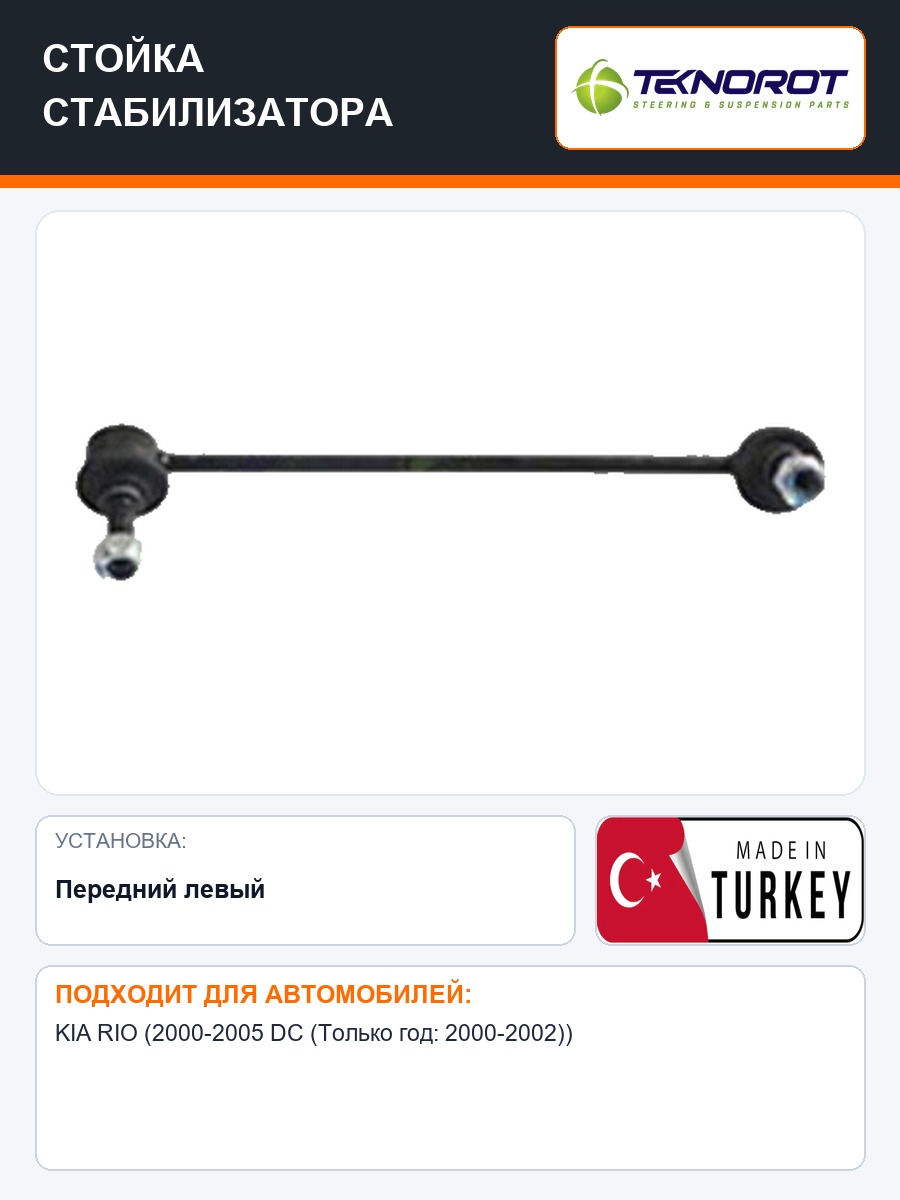 СТОЙКА
СТАБИЛИЗАТОРА
TEKNOROT
STEERING & SUSPENSION PARTS
УСТАНОВКА:
Передний левый
MADE IN
TURKEY
ПОДХОДИТ ДЛЯ АВТОМОБИЛЕЙ:
KIA RIO (2000-2005 DC (Только год: 2000-2002))